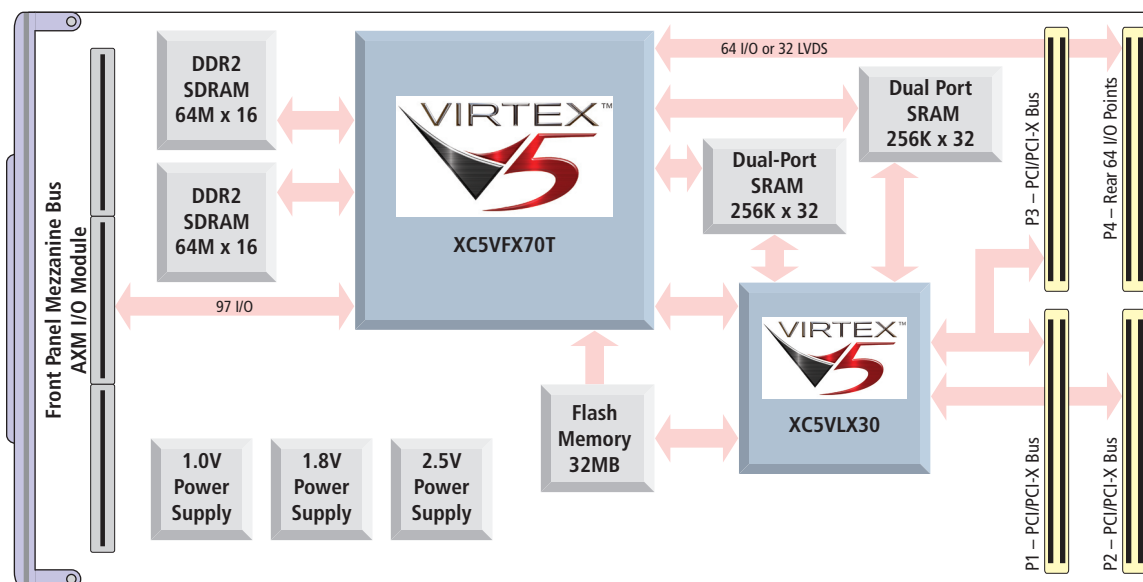 Front Panel Mezzanine Bus
AXM I/O Module
DDR2
SDRAM
64M x 16
DDR2
SDRAM
64M x 16
97 I/O
VIRTEX™
5
XC5VFX70T
64 I/O or 32 LVDS
Dual Port
SRAM
256K x 32
Dual-Port
SRAM
256K x 32
VIRTEX™
5
XC5VLX30
Flash
Memory
32MB
1.0V
Power
Supply
1.8V
Power
Supply
2.5V
Power
Supply
P3 – PCI/PCI-X Bus
P4 – Rear 64 I/O Points
P1 – PCI/PCI-X Bus
P2 – PCI/PCI-X Bus